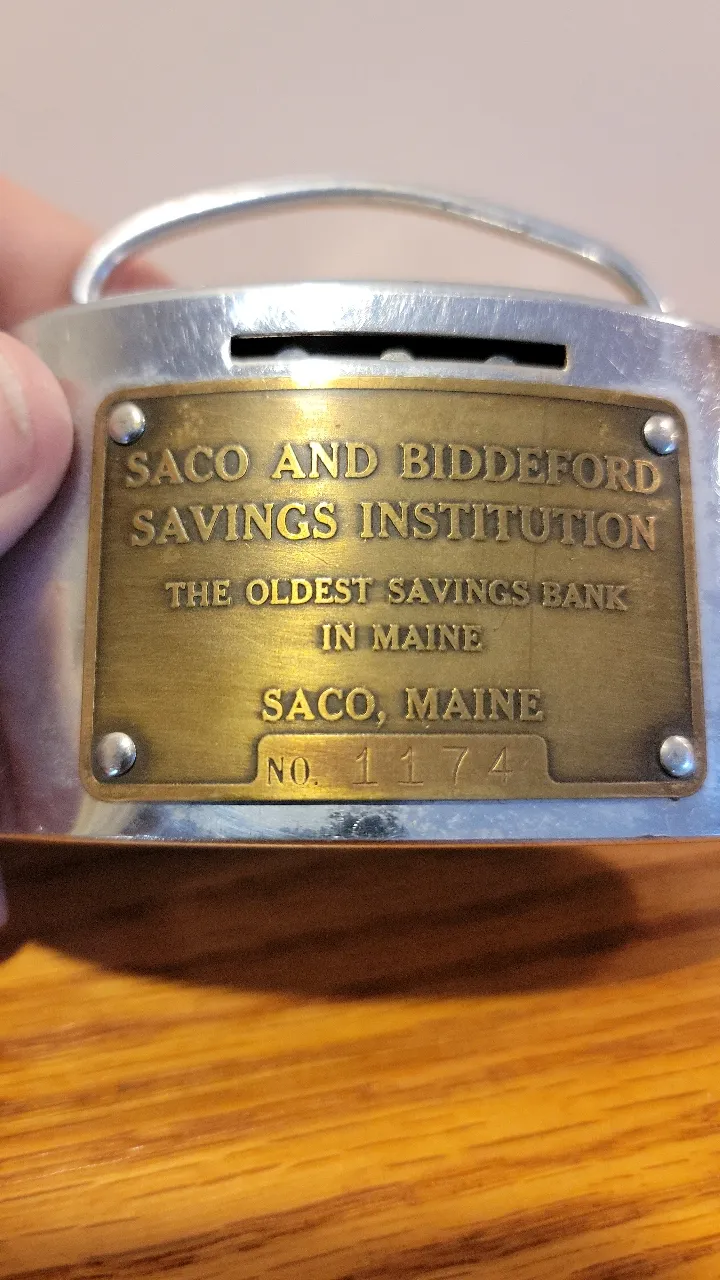 SACO AND BIDDEFORD
SAVINGS INSTITUTION
THE OLDEST SAVINGS BANK
IN MAINE
SACO, MAINE
NO. 1174